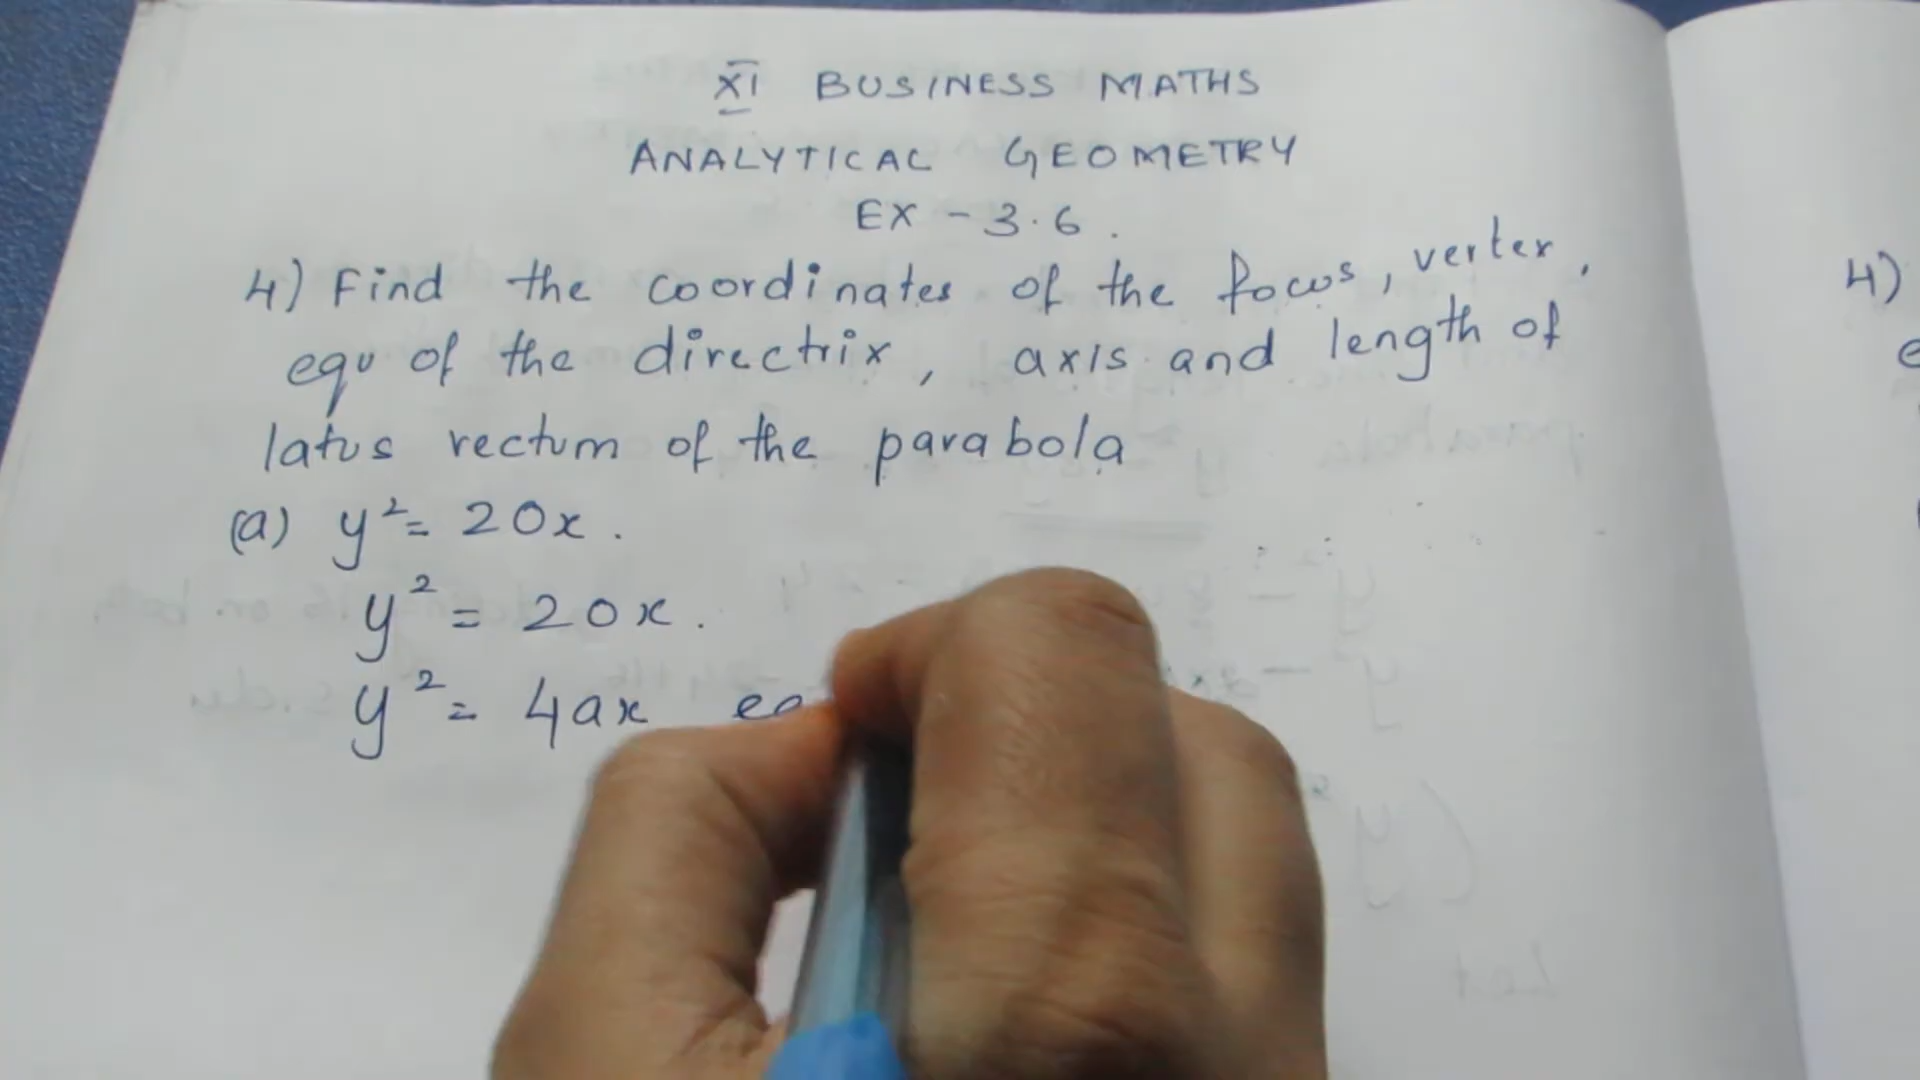 XI BUSINESS MATHS
ANALYTICAL GEOMETRY
EX - 3.6.
4) Find the coordinates of the focus, vertex,
equ of the directrix, axis and length of
latus rectum of the parabola
(a) y² = 20x.
y² = 20x.
y² = 4ax
4)